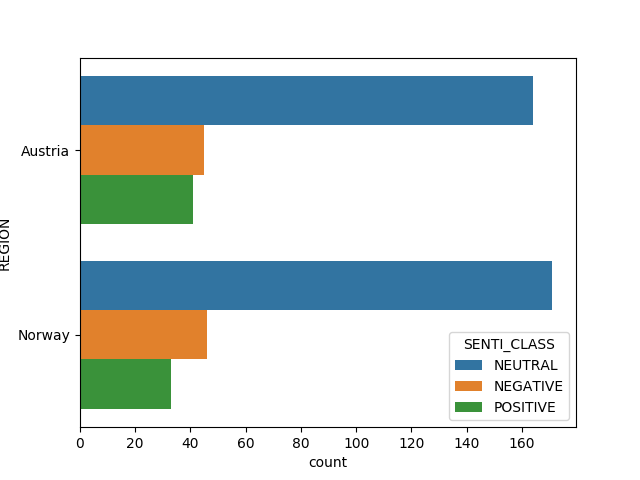 REGION
Austria
Norway
SENTI_CLASS
NEUTRAL
NEGATIVE
POSITIVE
0 20 40 60 80 100 120 140 160
count